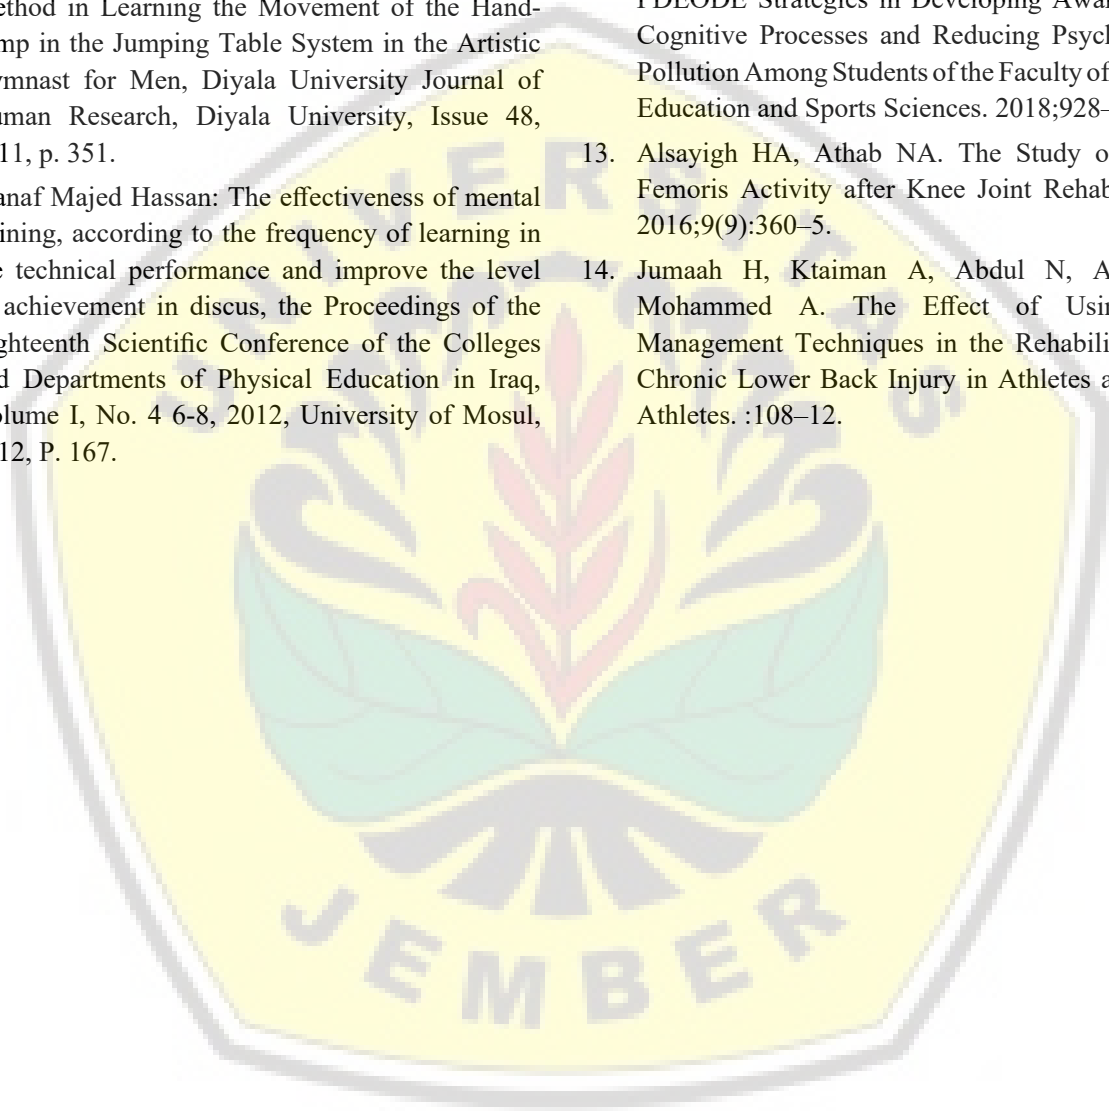 ethod in Learning the Movement of the Hand-
mp in the Jumping Table System in the Artistic
ymnast for Men, Diyala University Journal of
uman Research, Diyala University, Issue 48,
11, p. 351.
anaf Majed Hassan: The effectiveness of mental
ining, according to the frequency of learning in
e technical performance and improve the level
achievement in discus, the Proceedings of the
ghteenth Scientific Conference of the Colleges
d Departments of Physical Education in Iraq,
olume I, No. 4 6-8, 2012, University of Mosul,
12, P. 167.
PDEODE Strategies in Developing Awar
Cognitive Processes and Reducing Psych
Pollution Among Students of the Faculty of
Education and Sports Sciences. 2018;928–
13. Alsayigh HA, Athab NA. The Study o
Femoris Activity after Knee Joint Rehab
2016;9(9):360–5.
14. Jumaah H, Ktaiman A, Abdul N, A
Mohammed A. The Effect of Usin
Management Techniques in the Rehabili
Chronic Lower Back Injury in Athletes a
Athletes. :108–12.
UNIVERSITAS
JEMBER